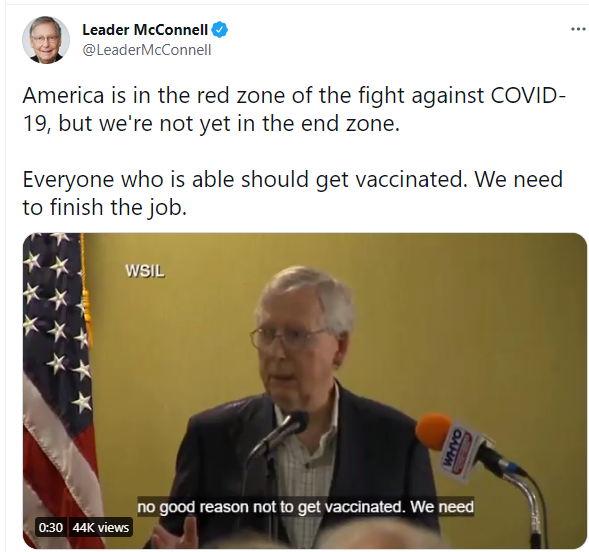 Leader McConnell
@LeaderMcConnell
America is in the red zone of the fight against COVID-
19, but we're not yet in the end zone.
Everyone who is able should get vaccinated. We need
to finish the job.
WSIL
WHVO
no good reason not to get vaccinated. We need
0:30 44K views